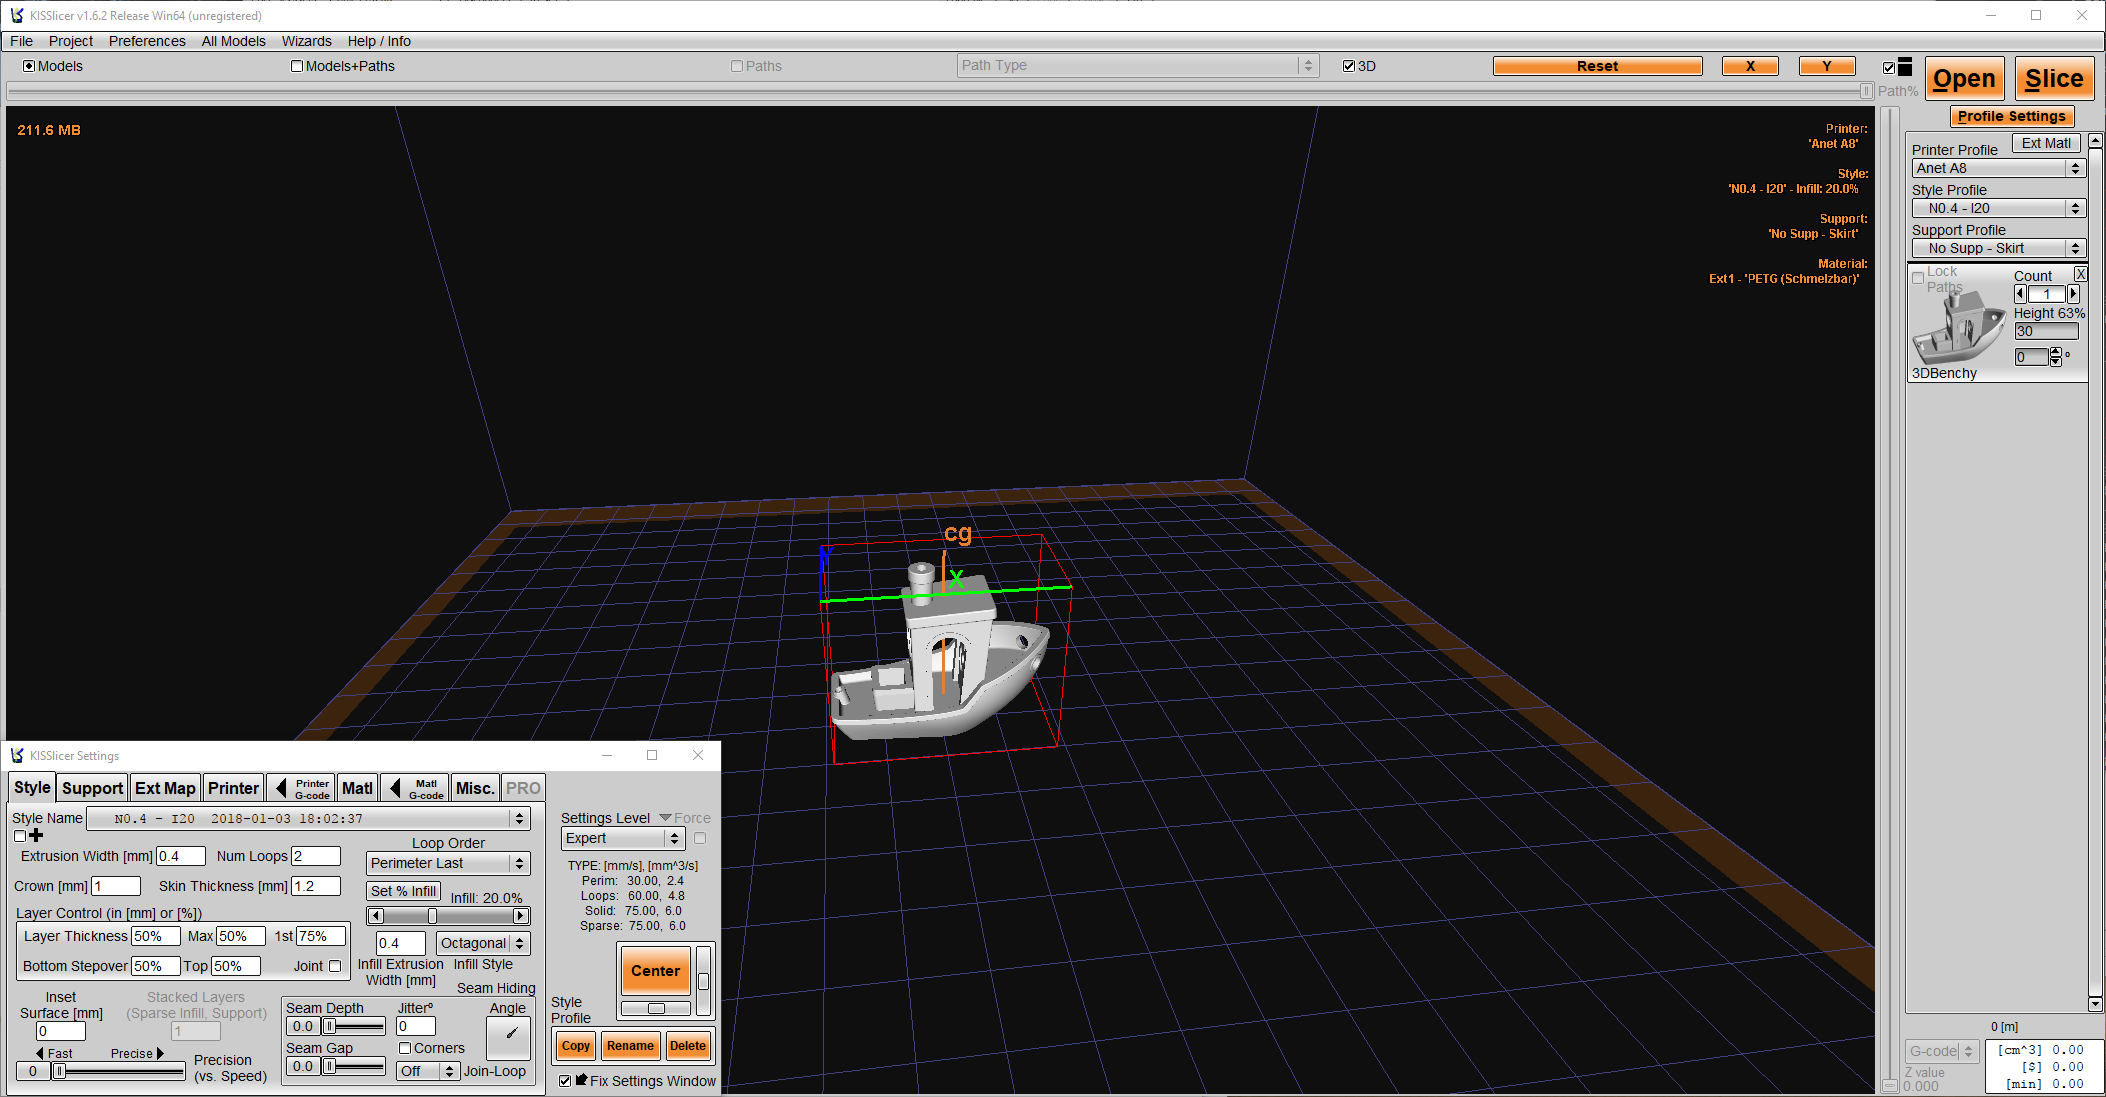 KISSlicer v1.6.2 Release Win64 (unregistered)
File Project Preferences All Models Wizards Help / Info
Models Models+Paths Paths Path Type 3D Reset X Y Open Slice
Path%
Profile Settings
211.6 MB
Printer:
'Anet A8'
Style:
'N0.4 - I20' - Infill: 20.0%
Support:
'No Supp - Skirt'
Material:
Ext1 - 'PETG (Schmelzbar)'
Printer Profile Ext Matl
Anet A8
Style Profile
N0.4 - I20
Support Profile
No Supp - Skirt
Lock Paths
Count X
1
Height 63%
30
0 º
3DBenchy
cg
X
Y
KISSlicer Settings
Style Support Ext Map Printer Printer G-code Matl Matl G-code Misc. PRO
Style Name N0.4 - I20 2018-01-03 18:02:37
Extrusion Width [mm] 0.4 Num Loops 2
Crown [mm] 1 Skin Thickness [mm] 1.2
Layer Control (in [mm] or [%])
Layer Thickness 50% Max 50% 1st 75%
Bottom Stepover 50% Top 50% Joint
Inset Surface [mm]
0
Stacked Layers
(Sparse Infill, Support)
1
Fast Precise
0
Precision
(vs. Speed)
Loop Order
Perimeter Last
Set % Infill Infill: 20.0%
0.4 Octagonal
Infill Extrusion Width [mm] Infill Style
Seam Hiding
Seam Depth Jitterº Angle
0.0 0
Seam Gap Corners
0.0 Off Join-Loop
Settings Level Force
Expert
TYPE: [mm/s], [mm^3/s]
Perim: 30.00, 2.4
Loops: 60.00, 4.8
Solid: 75.00, 6.0
Sparse: 75.00, 6.0
Center
Style Profile
Copy Rename Delete
Fix Settings Window
0 [m]
G-code
Z value
0.000
[cm^3] 0.00
[$] 0.00
[min] 0.00